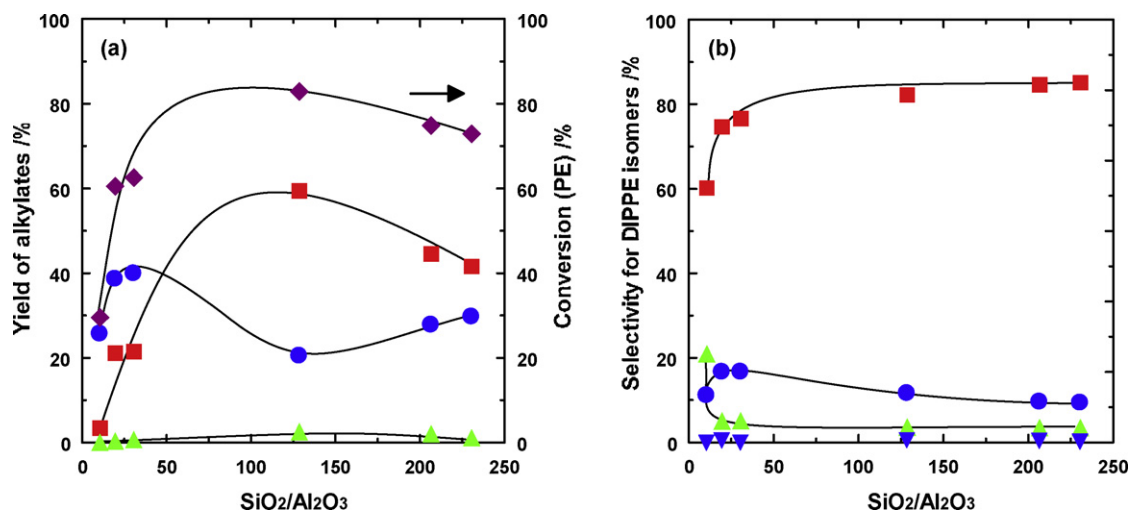 (a)
100
80
60
40
20
0
Yield of alkylates /%
100
80
60
40
20
0
Conversion (PE) /%
0 50 100 150 200 250
SiO₂/Al₂O₃
(b)
100
80
60
40
20
0
Selectivity for DIPPE isomers /%
0 50 100 150 200 250
SiO₂/Al₂O₃